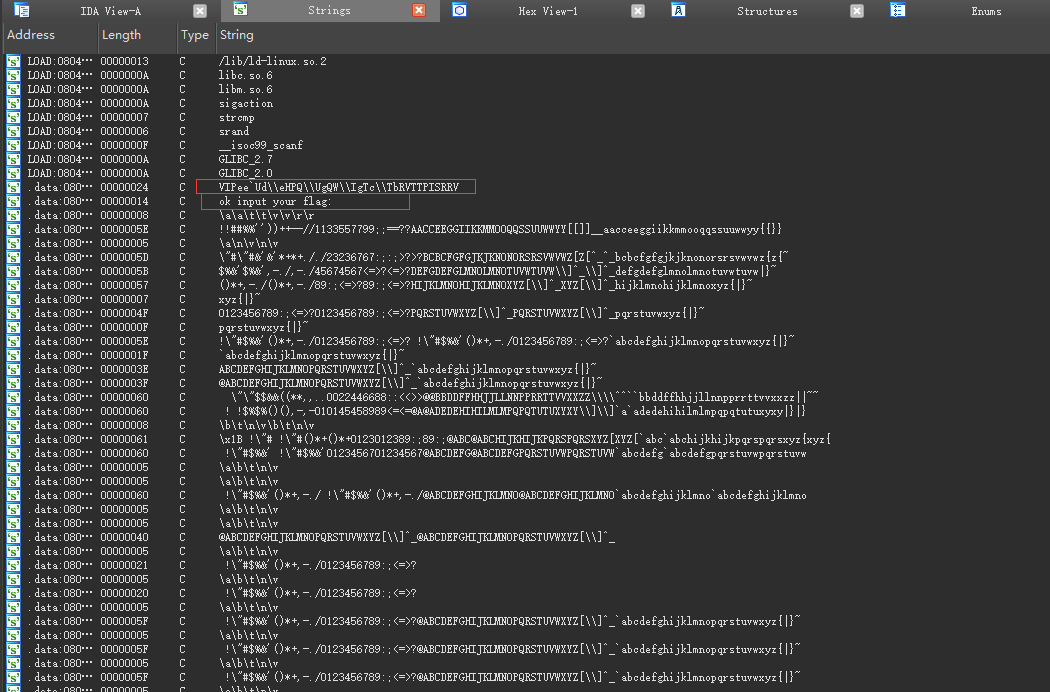 IDA View-A Strings Hex View-1 Structures Enums
Address Length Type String
LOAD:0804… 00000013 C /lib/ld-linux.so.2
LOAD:0804… 0000000A C libc.so.6
LOAD:0804… 0000000A C libm.so.6
LOAD:0804… 0000000A C sigaction
LOAD:0804… 00000007 C strcmp
LOAD:0804… 00000006 C srand
LOAD:0804… 0000000F C __isoc99_scanf
LOAD:0804… 0000000A C GLIBC_2.7
LOAD:0804… 0000000A C GLIBC_2.0
.data:080… 00000024 C VIPee`Ud\\eHPQ\\UgQW\\IgTc\\TbRVTTPISRRV
.data:080… 00000014 C ok input your flag:
.data:080… 00000008 C \a\a\t\t\v\v\r\r
.data:080… 0000005E C !!##%%''))++--//1133557799;;==??AACCEEGGIIKKMMOOQQSSUUWWYY[[]]__aacceeggiikkmmooqqssuuwwyy{{}}
.data:080… 00000005 C \a\n\v\n\v
.data:080… 0000005D C \"#\"#&'&'*+*+././23236767:;:;>?>?BCBCFGFGJKJKNONORSRSVWVWZ[Z[^_^_bcbcfgfgjkjknonorsrsvwvwz{z{~
.data:080… 0000005B C $%&'$%&',-./,-./45674567<=>?<=>?DEFGDEFGLMNOLMNOTUVWTUVW\\]^_\\]^_defgdefglmnolmnotuvwtuvw|}~
.data:080… 00000057 C ()*+,-./()*+,-./89:;<=>?89:;<=>?HIJKLMNOHIJKLMNOXYZ[\\]^_XYZ[\\]^_hijklmnohijklmnoxyz{|}~
.data:080… 00000007 C xyz{|}~
.data:080… 0000004F C 0123456789:;<=>?0123456789:;<=>?PQRSTUVWXYZ[\\]^_PQRSTUVWXYZ[\\]^_pqrstuvwxyz{|}~
.data:080… 0000000F C pqrstuvwxyz{|}~
.data:080… 0000005E C !\"#$%&'()*+,-./0123456789:;<=>? !\"#$%&'()*+,-./0123456789:;<=>?`abcdefghijklmnopqrstuvwxyz{|}~
.data:080… 0000001F C `abcdefghijklmnopqrstuvwxyz{|}~
.data:080… 0000003E C ABCDEFGHIJKLMNOPQRSTUVWXYZ[\\]^_`abcdefghijklmnopqrstuvwxyz{|}~
.data:080… 0000003F C @ABCDEFGHIJKLMNOPQRSTUVWXYZ[\\]^_`abcdefghijklmnopqrstuvwxyz{|}~
.data:080… 00000060 C \"\"$$&&((**,,..0022446688::<<>>@@BBDDFFHHJJLLNNPPRRTTVVXXZZ\\\\^^``bbddffhhjjllnnpprrttvvxxzz||~~
.data:080… 00000060 C ! !$%$%()(),-,-010145458989<=<=@A@ADEDEHIHILMLMPQPQTUTUXYXY\\]\\]`a`adedehihilmlmpqpqtutuxyxy|}|}
.data:080… 00000008 C \b\t\n\v\b\t\n\v
.data:080… 00000061 C \x1B !\"# !\"#()*+()*+0123012389:;89:;@ABC@ABCHIJKHIJKPQRSPQRSXYZ[XYZ[`abc`abchijkhijkpqrspqrsxyz{xyz{
.data:080… 00000060 C !\"#$%&' !\"#$%&'0123456701234567@ABCDEFG@ABCDEFGPQRSTUVWPQRSTUVW`abcdefg`abcdefgpqrstuvwpqrstuvw
.data:080… 00000005 C \a\b\t\n\v
.data:080… 00000005 C \a\b\t\n\v
.data:080… 00000060 C !\"#$%&'()*+,-./ !\"#$%&'()*+,-./@ABCDEFGHIJKLMNO@ABCDEFGHIJKLMNO`abcdefghijklmno`abcdefghijklmno
.data:080… 00000005 C \a\b\t\n\v
.data:080… 00000005 C \a\b\t\n\v
.data:080… 00000040 C @ABCDEFGHIJKLMNOPQRSTUVWXYZ[\\]^_@ABCDEFGHIJKLMNOPQRSTUVWXYZ[\\]^_
.data:080… 00000005 C \a\b\t\n\v
.data:080… 00000021 C !\"#$%&'()*+,-./0123456789:;<=>?
.data:080… 00000005 C \a\b\t\n\v
.data:080… 00000020 C !\"#$%&'()*+,-./0123456789:;<=>?
.data:080… 00000005 C \a\b\t\n\v
.data:080… 0000005F C !\"#$%&'()*+,-./0123456789:;<=>?@ABCDEFGHIJKLMNOPQRSTUVWXYZ[\\]^_`abcdefghijklmnopqrstuvwxyz{|}~
.data:080… 00000005 C \a\b\t\n\v
.data:080… 0000005F C !\"#$%&'()*+,-./0123456789:;<=>?@ABCDEFGHIJKLMNOPQRSTUVWXYZ[\\]^_`abcdefghijklmnopqrstuvwxyz{|}~
.data:080… 00000005 C \a\b\t\n\v
.data:080… 0000005F C !\"#$%&'()*+,-./0123456789:;<=>?@ABCDEFGHIJKLMNOPQRSTUVWXYZ[\\]^_`abcdefghijklmnopqrstuvwxyz{|}~
.data:080… 00000005 C \a\b\t\n\v